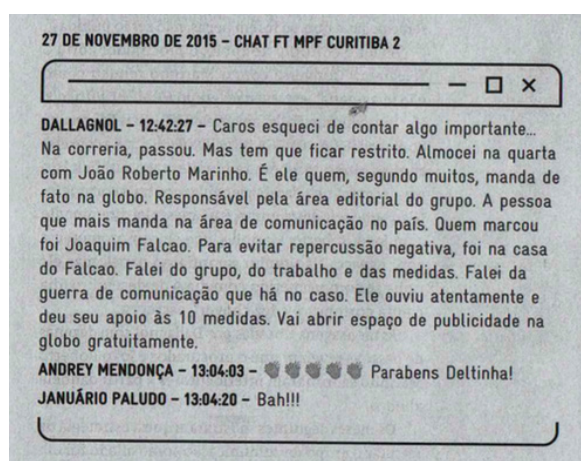 27 DE NOVEMBRO DE 2015 – CHAT FT MPF CURITIBA 2
DALLAGNOL – 12:42:27 – Caros esqueci de contar algo importante...
Na correria, passou. Mas tem que ficar restrito. Almocei na quarta
com João Roberto Marinho. É ele quem, segundo muitos, manda de
fato na globo. Responsável pela área editorial do grupo. A pessoa
que mais manda na área de comunicação no país. Quem marcou
foi Joaquim Falcao. Para evitar repercussão negativa, foi na casa
do Falcao. Falei do grupo, do trabalho e das medidas. Falei da
guerra de comunicação que há no caso. Ele ouviu atentamente e
deu seu apoio às 10 medidas. Vai abrir espaço de publicidade na
globo gratuitamente.
ANDREY MENDONÇA – 13:04:03 – 👏👏👏👏👏 Parabens Deltinha!
JANUÁRIO PALUDO – 13:04:20 – Bah!!!